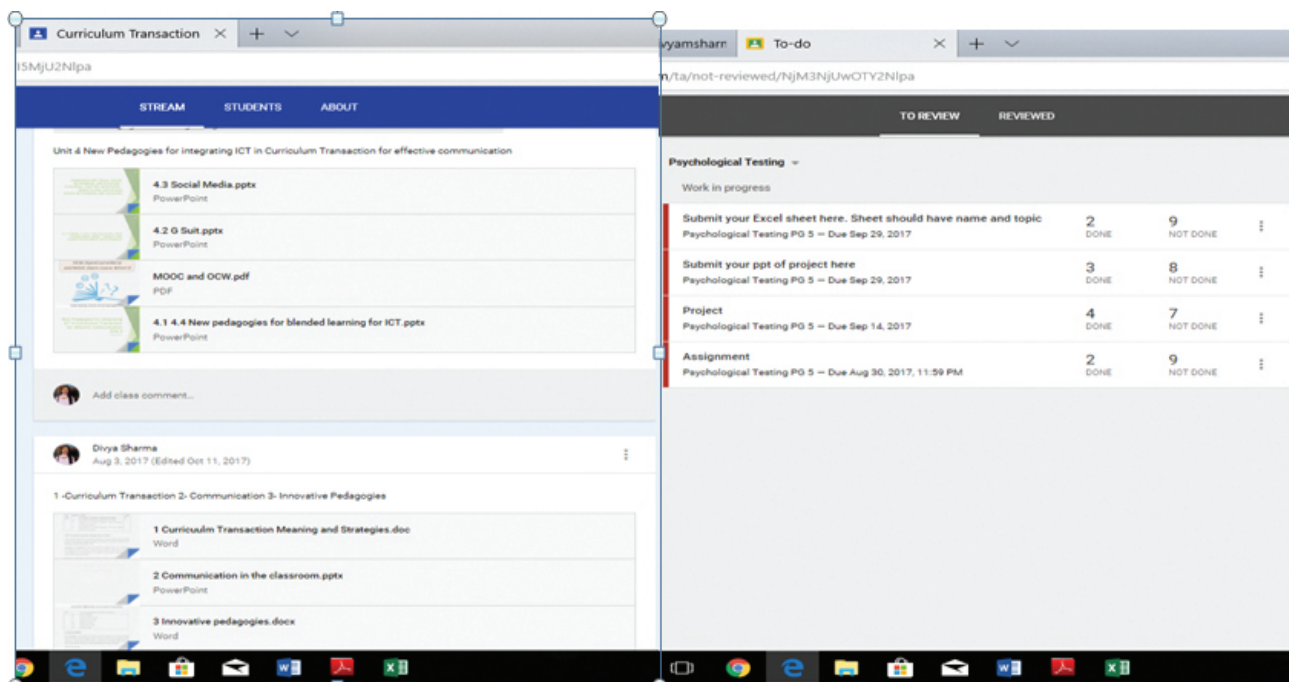 Curriculum Transaction
I5MjU2NIpa
STREAM STUDENTS ABOUT
Unit 4 New Pedagogies for integrating ICT in Curriculum Transaction for effective communication
4.3 Social Media.pptx
PowerPoint
4.2 G Suit.pptx
PowerPoint
MOOC and OCW.pdf
PDF
4.1 4.4 New pedagogies for blended learning for ICT.pptx
PowerPoint
Add class comment...
Divya Sharma
Aug 3, 2017 (Edited Oct 11, 2017)
1 -Curriculum Transaction 2- Communication 3- Innovative Pedagogies
1 Curricuulm Transaction Meaning and Strategies.doc
Word
2 Communication in the classroom.pptx
PowerPoint
3 Innovative pedagogies.docx
Word
vyamsharr To-do
m/ta/not-reviewed/NjM3NjUwOTY2NIpa
TO REVIEW REVIEWED
Psychological Testing
Work in progress
Submit your Excel sheet here. Sheet should have name and topic 2 9
Psychological Testing PG 5 – Due Sep 29, 2017 DONE NOT DONE
Submit your ppt of project here 3 8
Psychological Testing PG 5 – Due Sep 29, 2017 DONE NOT DONE
Project 4 7
Psychological Testing PG 5 – Due Sep 14, 2017 DONE NOT DONE
Assignment 2 9
Psychological Testing PG 5 – Due Aug 30, 2017, 11:59 PM DONE NOT DONE